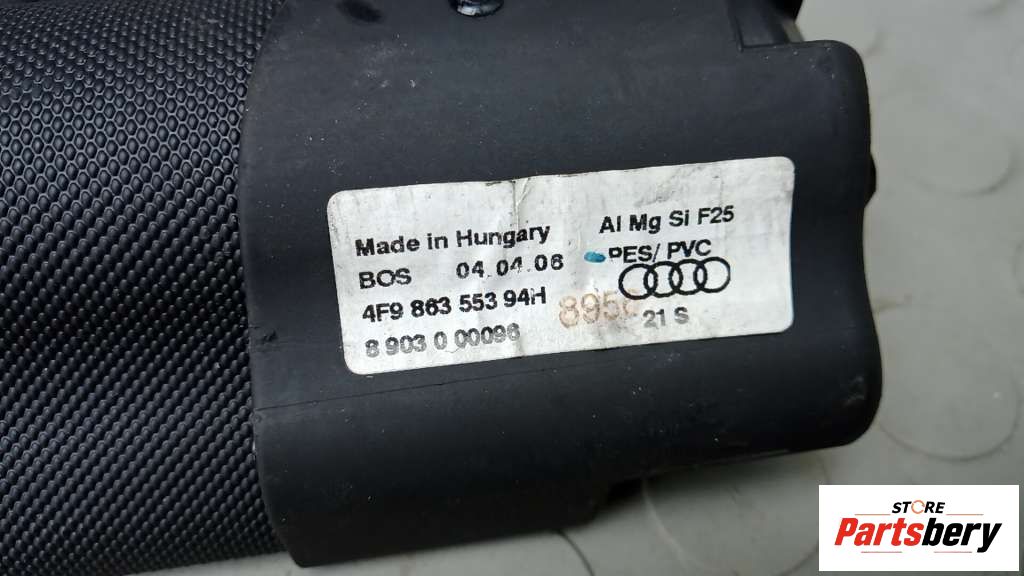 Made in Hungary
Al Mg Si F25
BOS 04.04.06
PES/ PVC
4F9 863 553 94H
8 903 0 00096
21 S
STORE
Partsbery